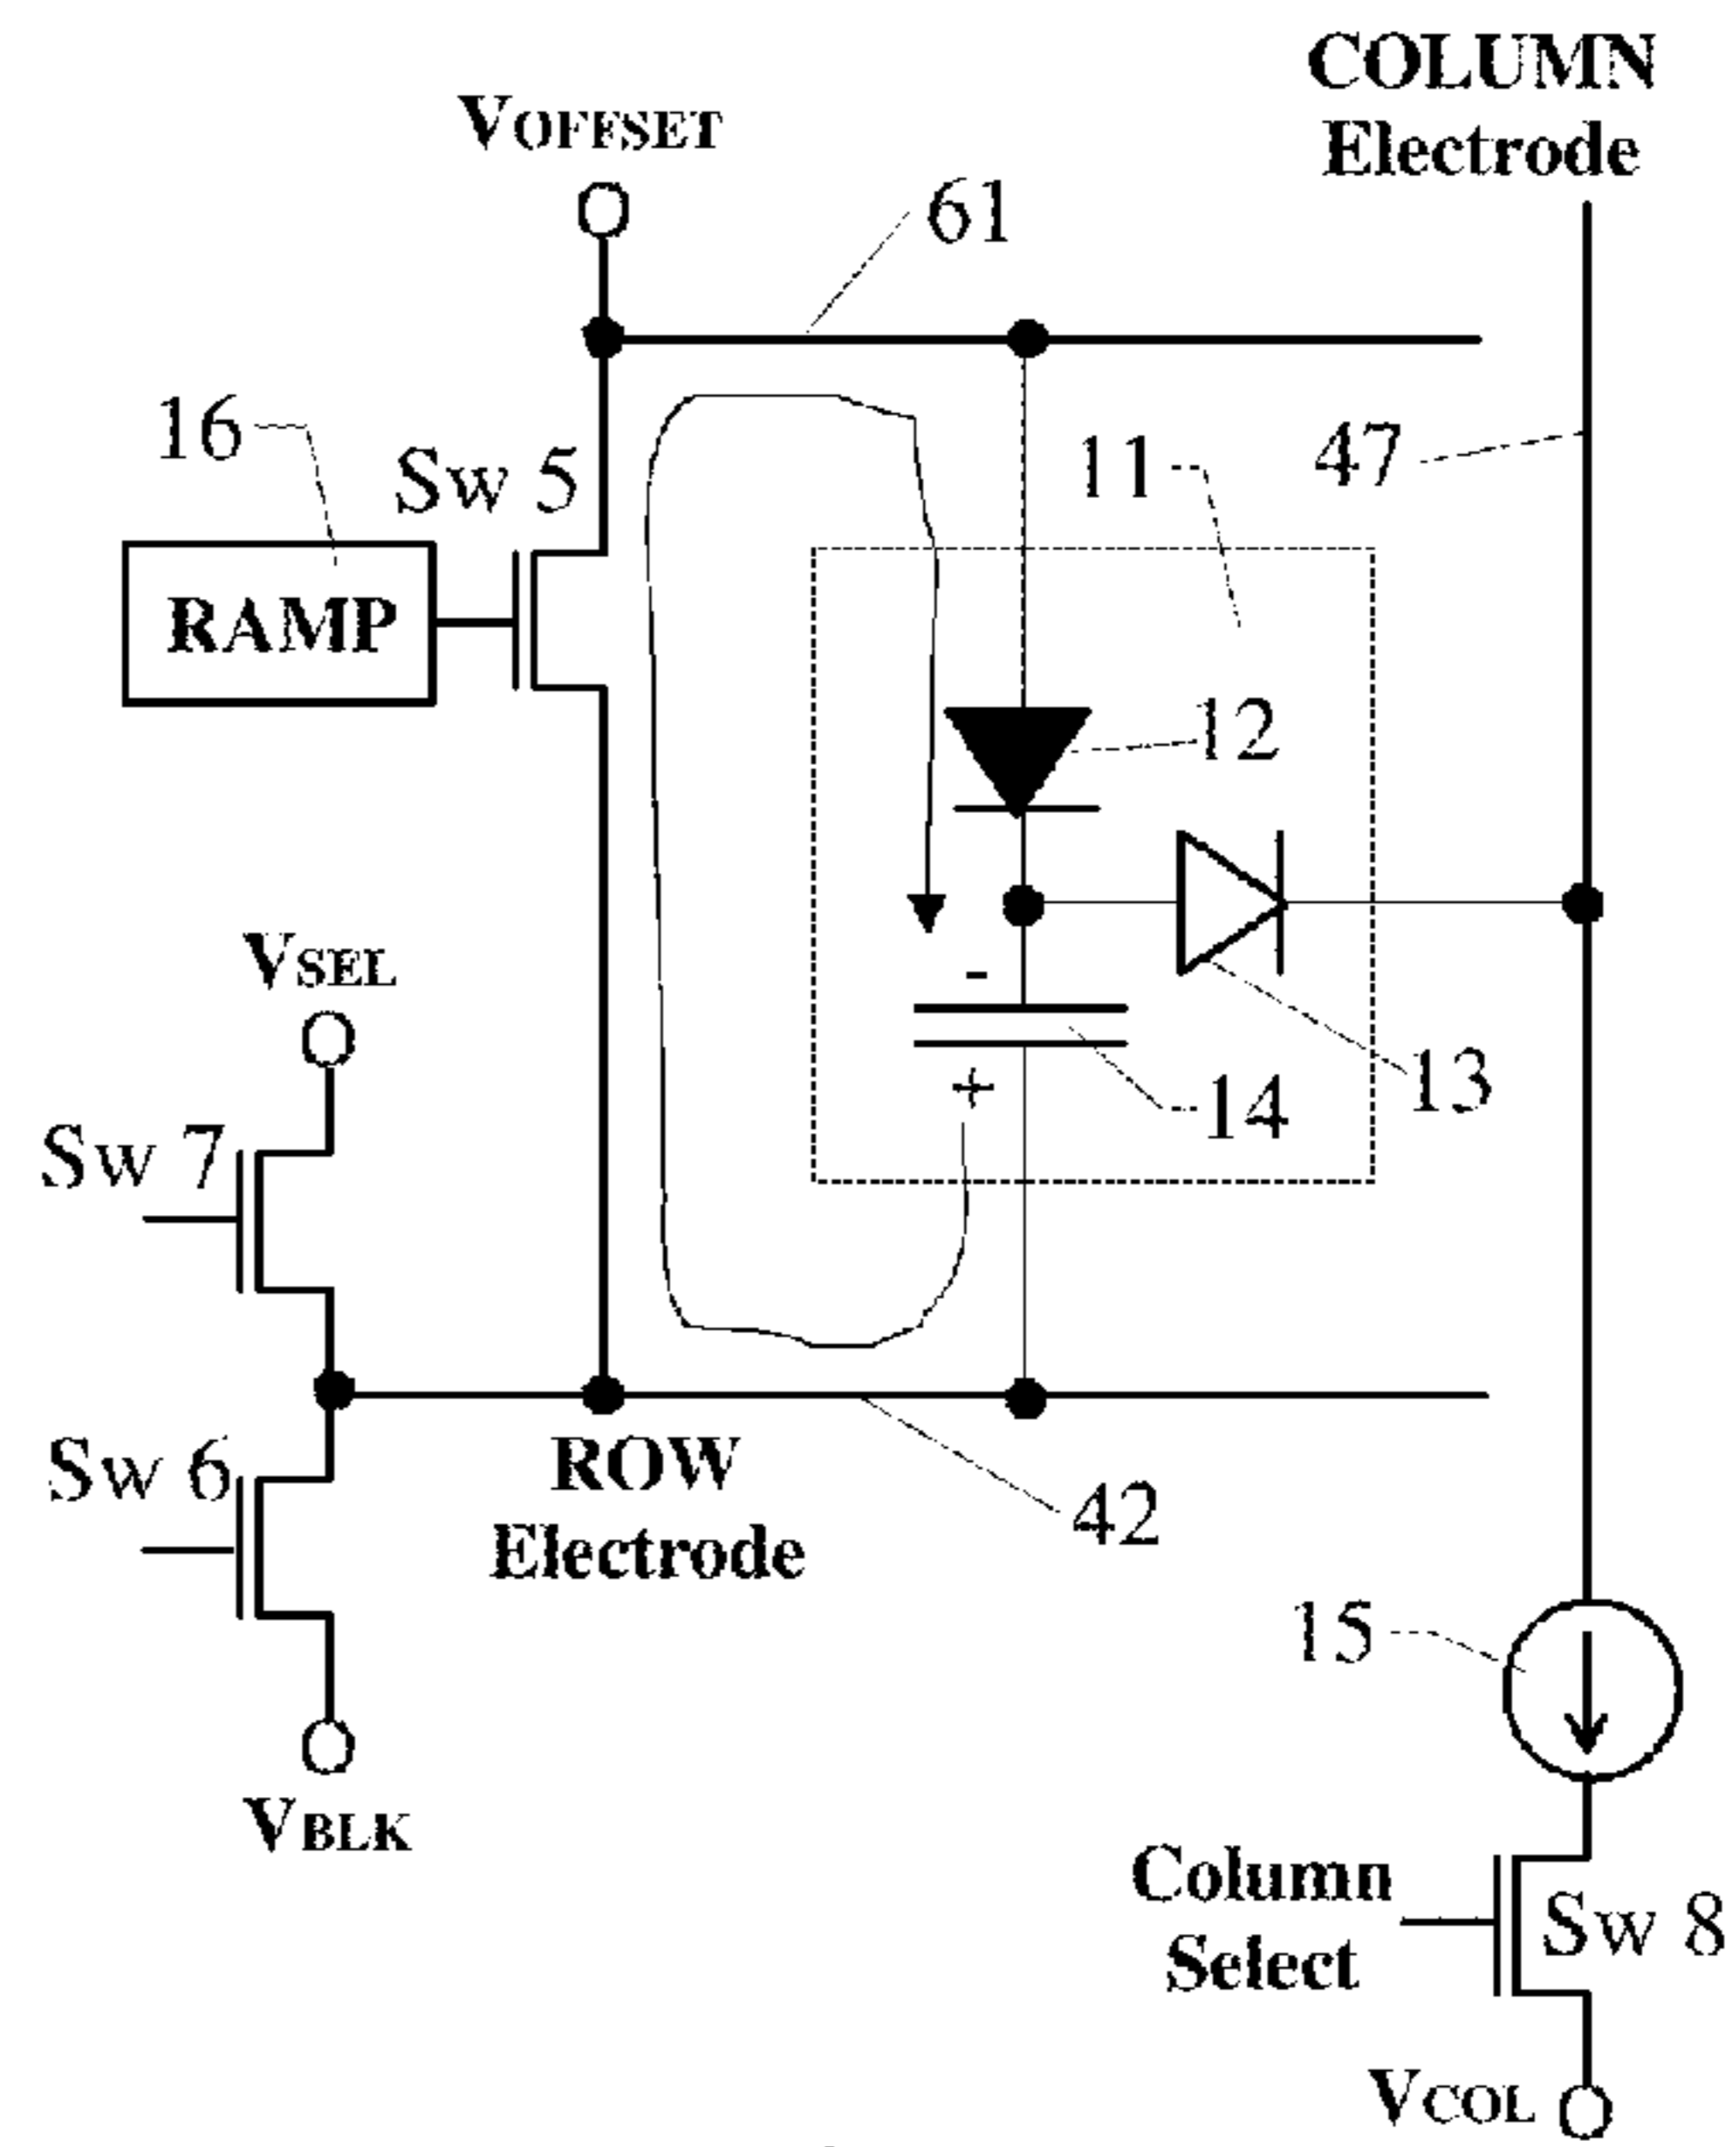 COLUMN
Electrode
VOFFSET
61
16
Sw 5
11
47
RAMP
12
VSEL
-
13
+
14
Sw 7
ROW
Electrode
Sw 6
42
15
VBLK
Column
Select
Sw 8
VCOL